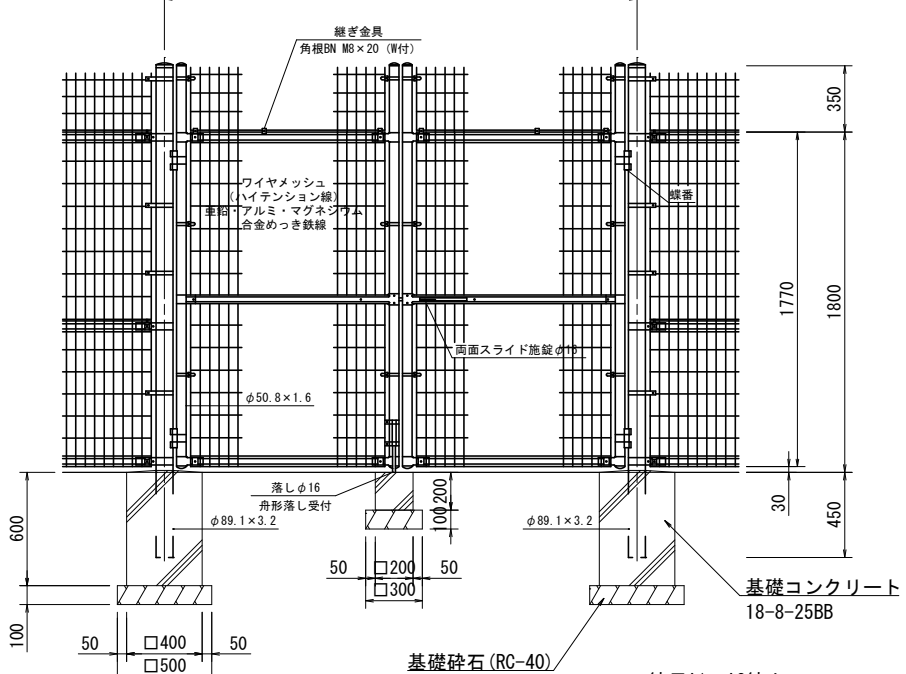 継ぎ金具
角根BN M8×20 (W付)
350
ワイヤメッシュ
(ハイテンション線)
亜鉛・アルミ・マグネシウム
合金めっき鉄線
蝶番
1770
1800
両面スライド施錠φ16
φ50.8×1.6
落しφ16
舟形落し受付
200
100
30
450
600
φ89.1×3.2
φ89.1×3.2
50 □200 50
□300
基礎コンクリート
18-8-25BB
100
50 □400 50
□500
基礎砕石(RC-40)